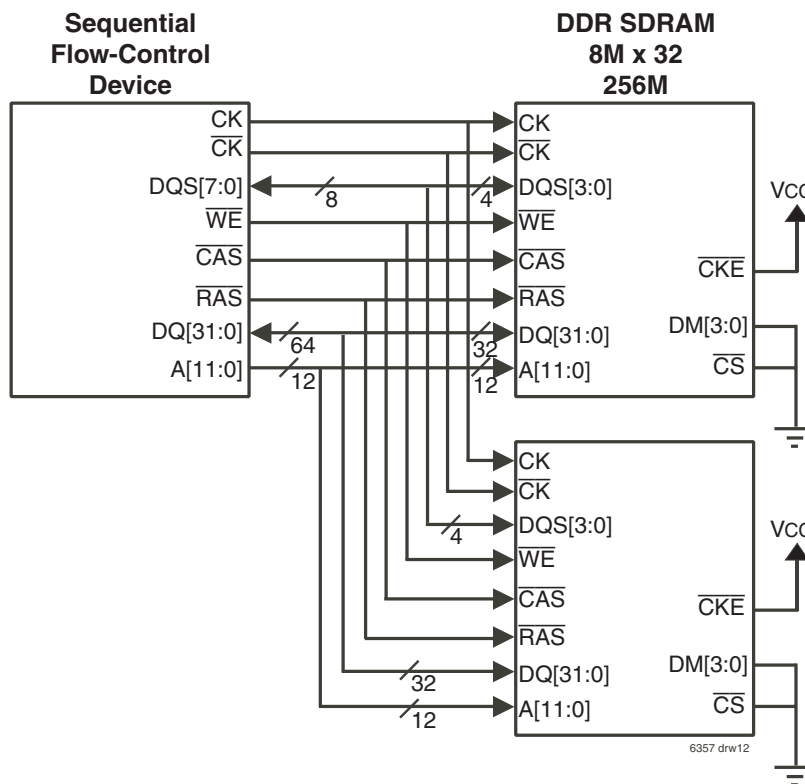 Sequential
Flow-Control
Device
DDR SDRAM
8M x 32
256M
CK
CK
DQS[7:0]
WE
CAS
RAS
DQ[31:0]
A[11:0]
8
4
64
32
12
12
CK
CK
DQS[3:0]
WE
CAS
RAS
DQ[31:0]
A[11:0]
CKE
DM[3:0]
CS
VCC
4
32
12
CK
CK
DQS[3:0]
WE
CAS
RAS
DQ[31:0]
A[11:0]
CKE
DM[3:0]
CS
VCC
6357 drw12